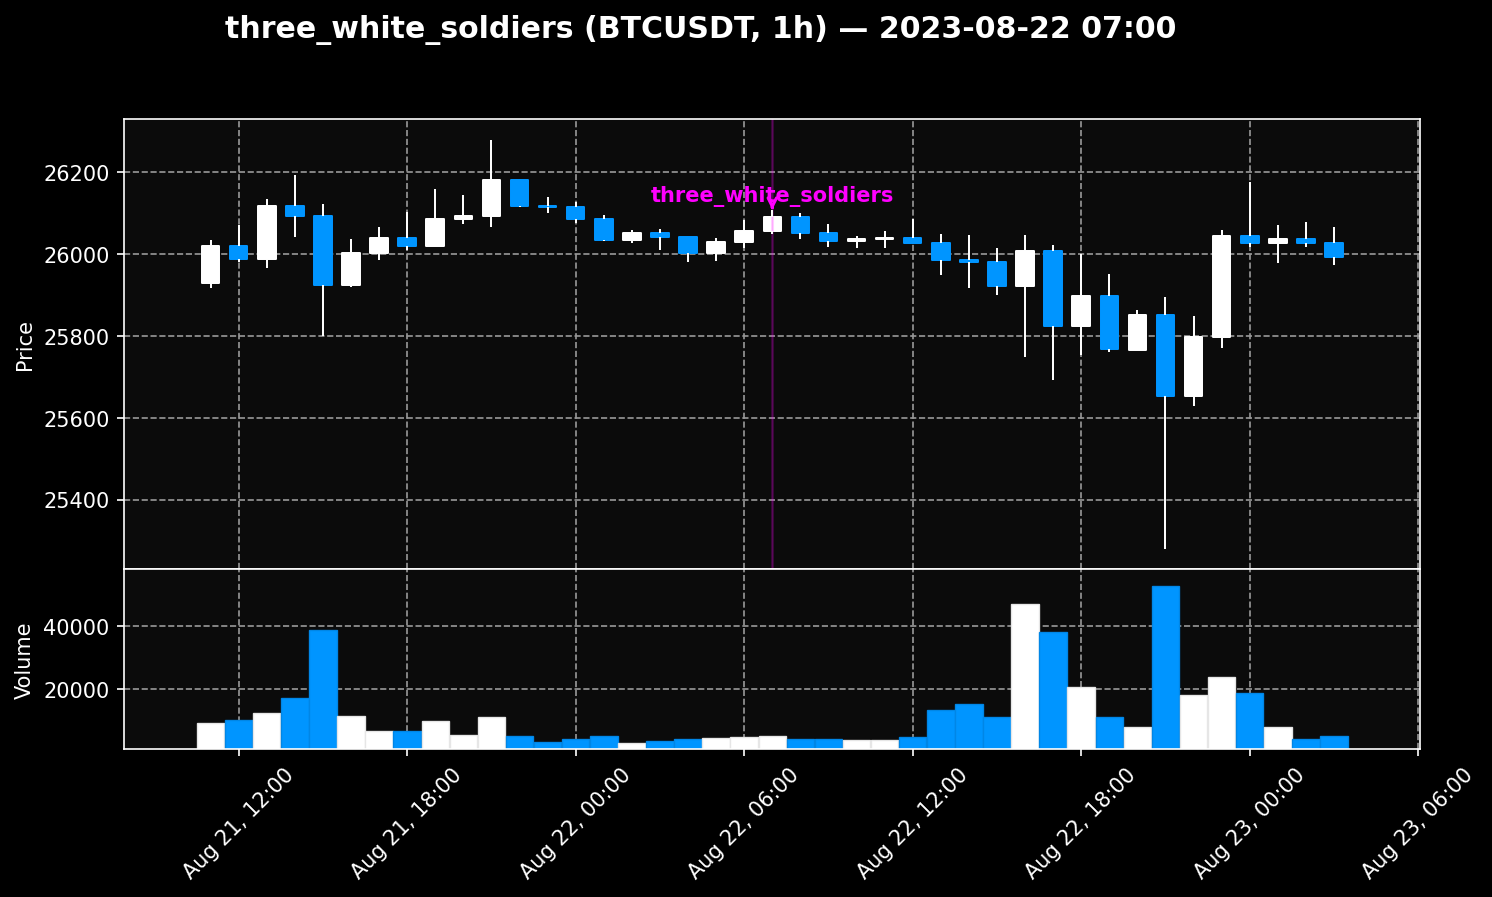 three_white_soldiers (BTCUSDT, 1h) — 2023-08-22 07:00
26200
26000
25800
25600
25400
Price
three_white_soldiers
40000
20000
Volume
Aug 21, 12:00
Aug 21, 18:00
Aug 22, 00:00
Aug 22, 06:00
Aug 22, 12:00
Aug 22, 18:00
Aug 23, 00:00
Aug 23, 06:00